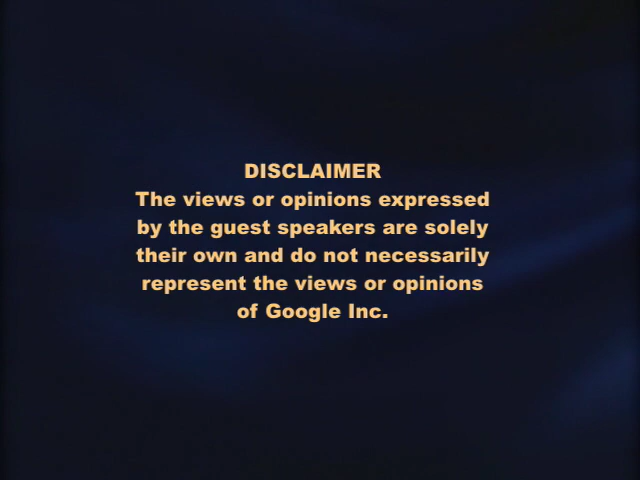 DISCLAIMER
The views or opinions expressed
by the guest speakers are solely
their own and do not necessarily
represent the views or opinions
of Google Inc.